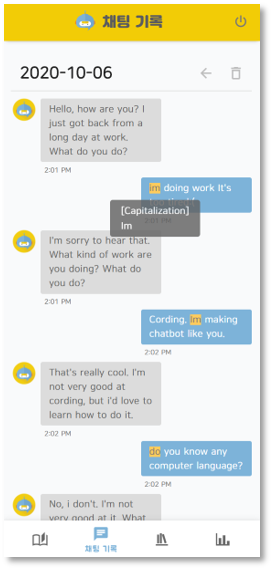 채팅 기록
2020-10-06
Hello, how are you? I
just got back from a
long day at work.
What do you do?
2:01 PM
Im doing work It's
[Capitalization]
Im
I'm sorry to hear that.
What kind of work are
you doing? What do
you do?
2:01 PM
Cording. Im making
chatbot like you.
2:02 PM
That's really cool. I'm
not very good at
cording, but i'd love to
learn how to do it.
2:02 PM
do you know any
computer language?
2:02 PM
No, i don't. I'm not
very good at it. What
채팅 기록